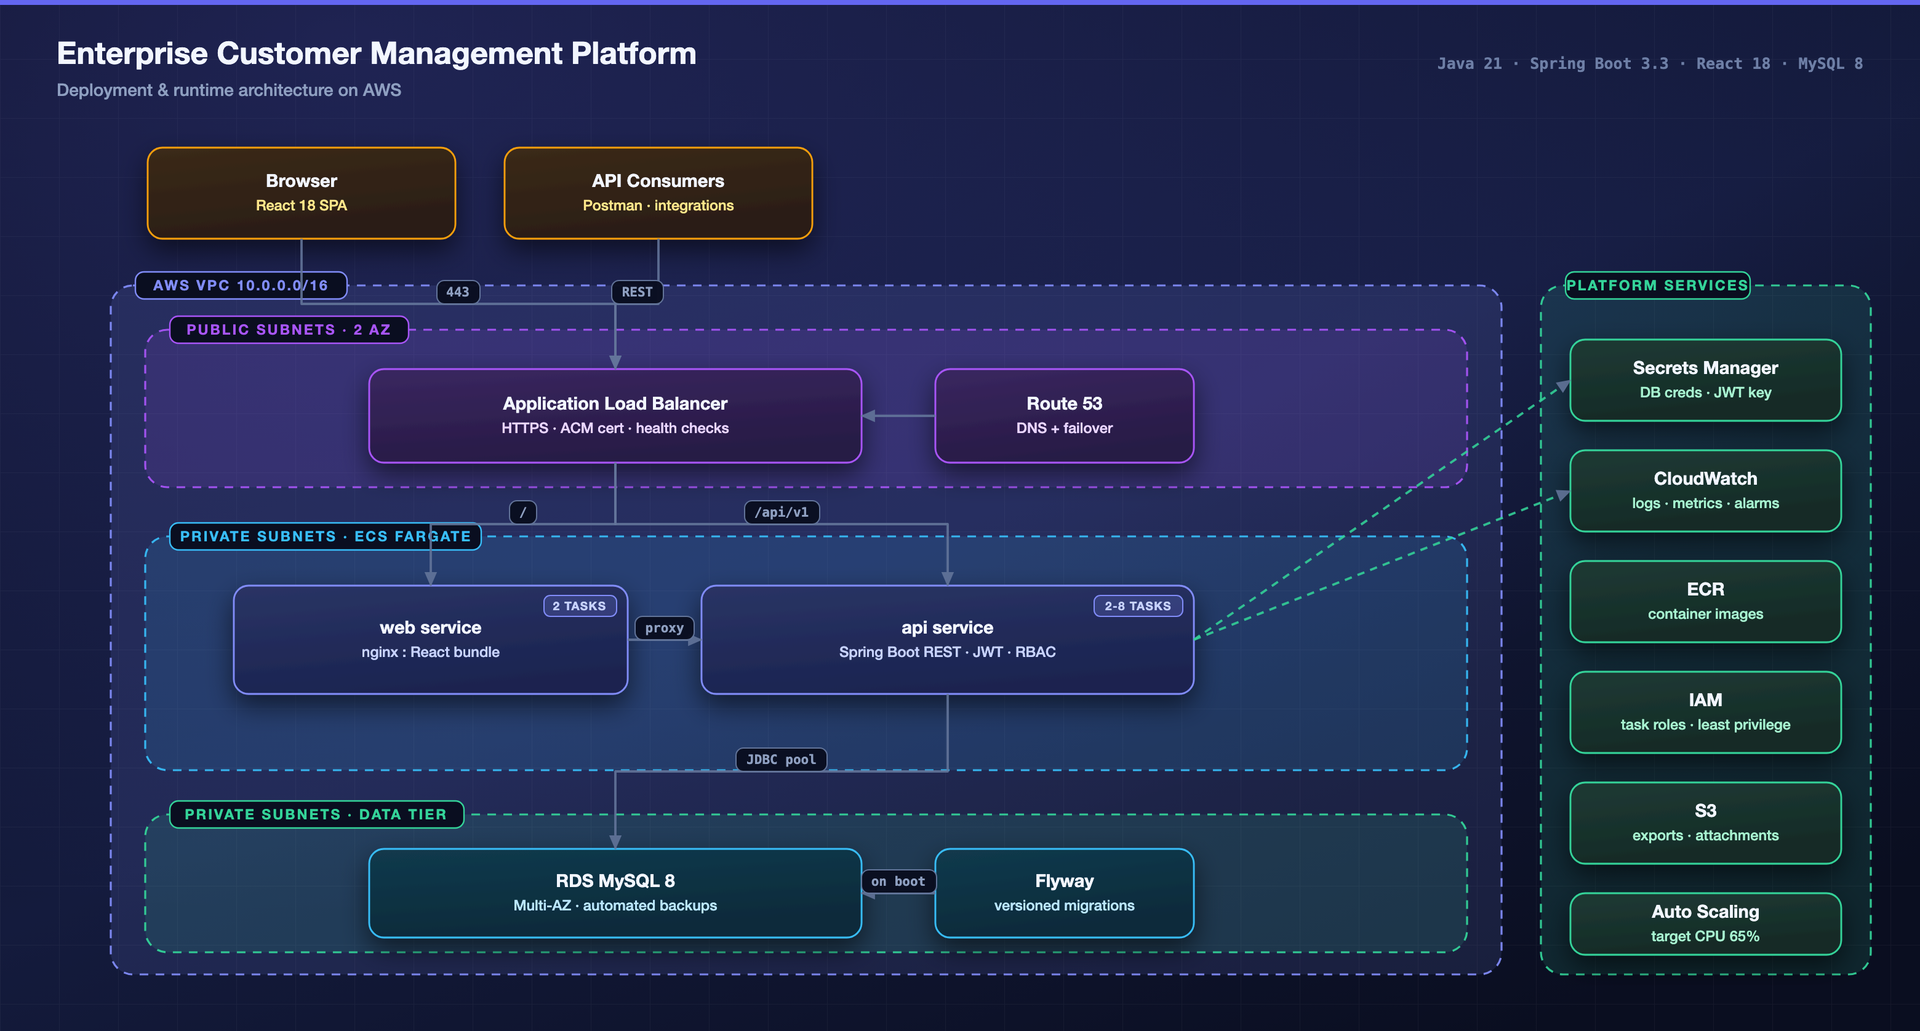 Enterprise Customer Management Platform
Deployment & runtime architecture on AWS
Java 21 · Spring Boot 3.3 · React 18 · MySQL 8
Browser
React 18 SPA
API Consumers
Postman · integrations
AWS VPC 10.0.0.0/16
443
REST
PUBLIC SUBNETS · 2 AZ
Application Load Balancer
HTTPS · ACM cert · health checks
Route 53
DNS + failover
/
/api/v1
PRIVATE SUBNETS · ECS FARGATE
2 TASKS
web service
nginx : React bundle
proxy
2-8 TASKS
api service
Spring Boot REST · JWT · RBAC
JDBC pool
PRIVATE SUBNETS · DATA TIER
RDS MySQL 8
Multi-AZ · automated backups
on boot
Flyway
versioned migrations
PLATFORM SERVICES
Secrets Manager
DB creds · JWT key
CloudWatch
logs · metrics · alarms
ECR
container images
IAM
task roles · least privilege
S3
exports · attachments
Auto Scaling
target CPU 65%